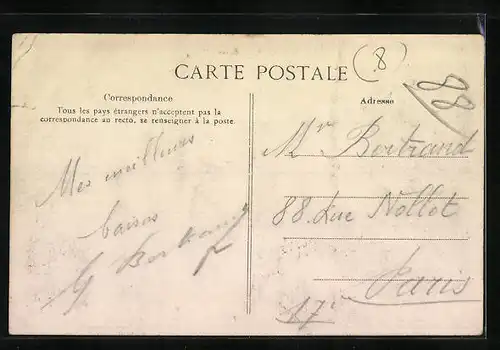 (8)
CARTE POSTALE
88
Correspondance
Tous les pays étrangers n'acceptent pas la
correspondance au recto, se renseigner à la poste.
Mes meilleurs
baisers
G Bertrand
Adresse
Mr Bertrand
88 Rue Nollet
Paris
17e